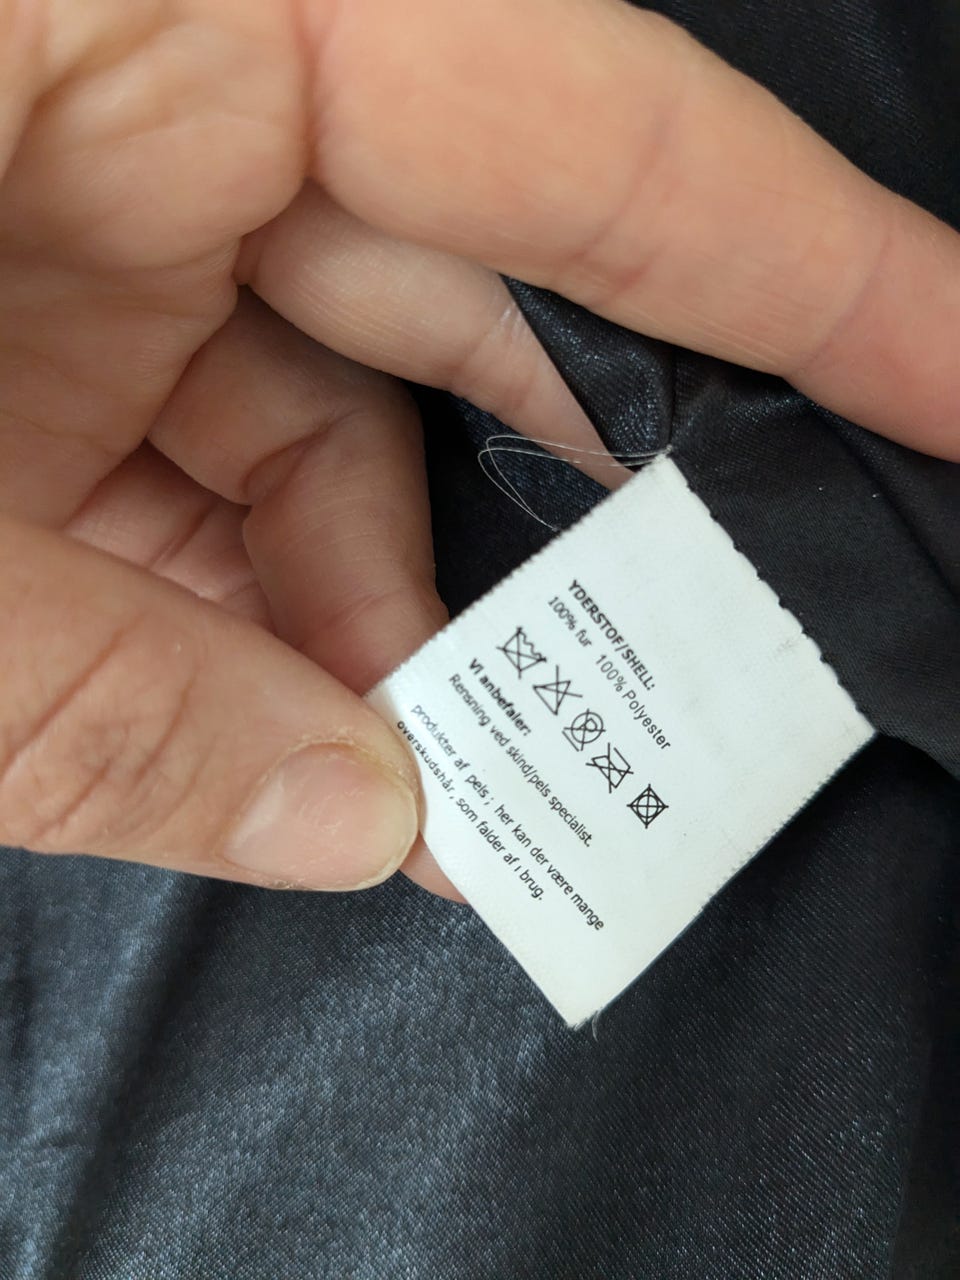 YDERSTOF/SHELL:
100% fur 100% Polyester
VI anbefaler:
Rensning ved skind/pels specialist.
produkter af pels ; her kan der være mange
overskudshår , som falder af i brug.